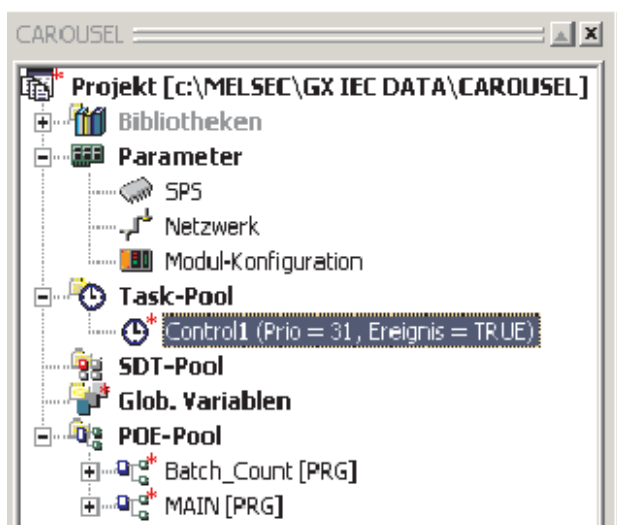 CAROUSEL
Projekt [c:\MELSEC\GX IEC DATA\CAROUSEL]
Bibliotheken
Parameter
SPS
Netzwerk
Modul-Konfiguration
Task-Pool
Control1 (Prio = 31, Ereignis = TRUE)
SDT-Pool
Glob. Variablen
POE-Pool
Batch_Count [PRG]
MAIN [PRG]